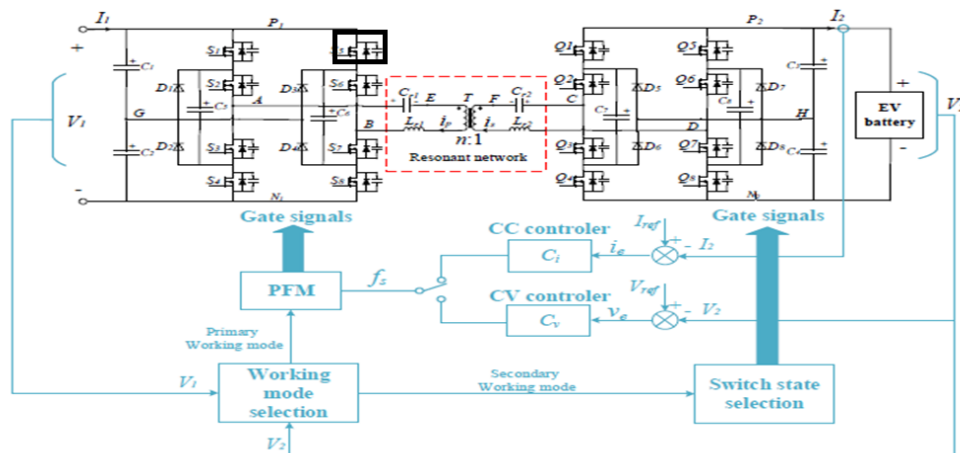 I1 P1 P2 I2
+ S1 S5 Q1 Q5 +
C1 S2 S6 Q2 Q6 C3
D1 D3 Cr1 E T F Cr2 D5 D7
V1 G C5 A C6 C C7 C8 H EV battery
B Lr1 ip is Lr2 D
n:1
D2 D4 D6 D8
C2 S3 S7 Resonant network Q3 Q7 C4
- S4 S8 Q4 Q8 -
N1
Gate signals
Gate signals
CC controler
Iref
+
- I2
Ci
ie
PFM
fs
CV controler
Vref
+
- V2
Cv
ve
Primary
Working mode
V1
Working
mode
selection
Secondary
Working mode
Switch state
selection
V2